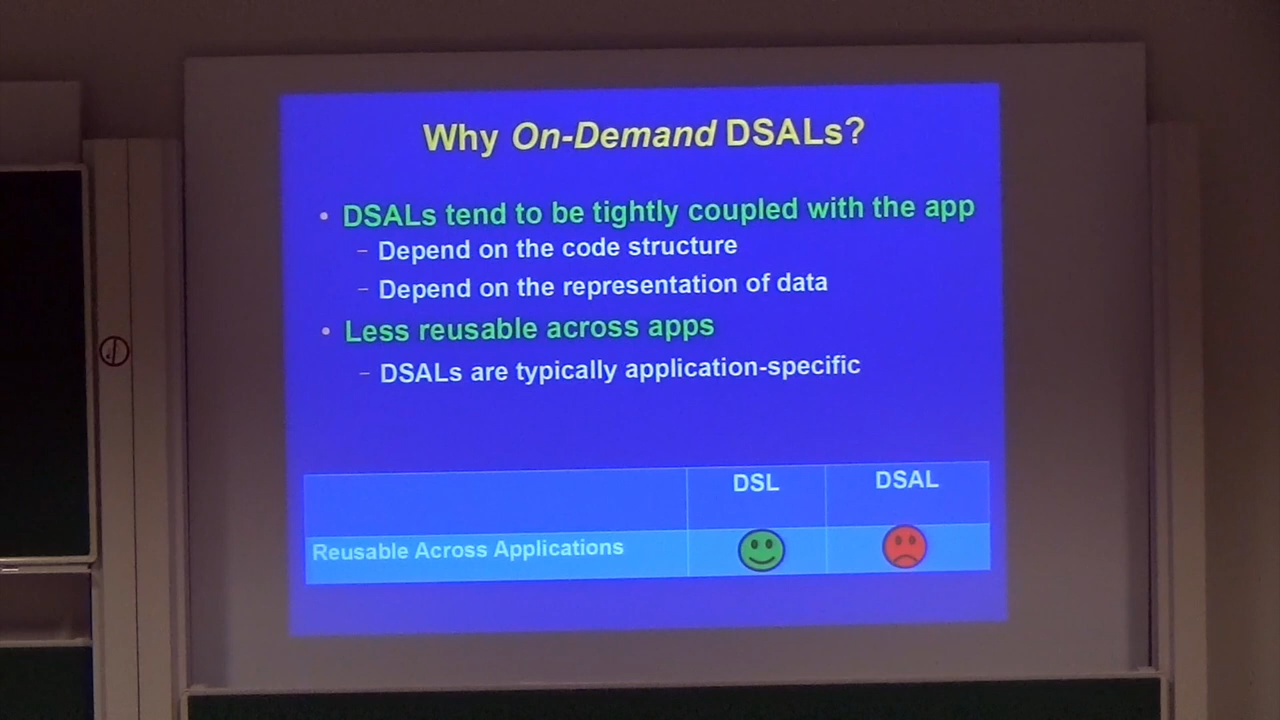 Why On-Demand DSALs?
• DSALs tend to be tightly coupled with the app
– Depend on the code structure
– Depend on the representation of data
• Less reusable across apps
– DSALs are typically application-specific
DSL DSAL
Reusable Across Applications